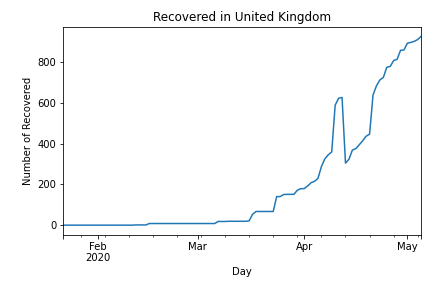 Recovered in United Kingdom
Number of Recovered
800
600
400
200
0
Feb
2020
Mar
Apr
May
Day